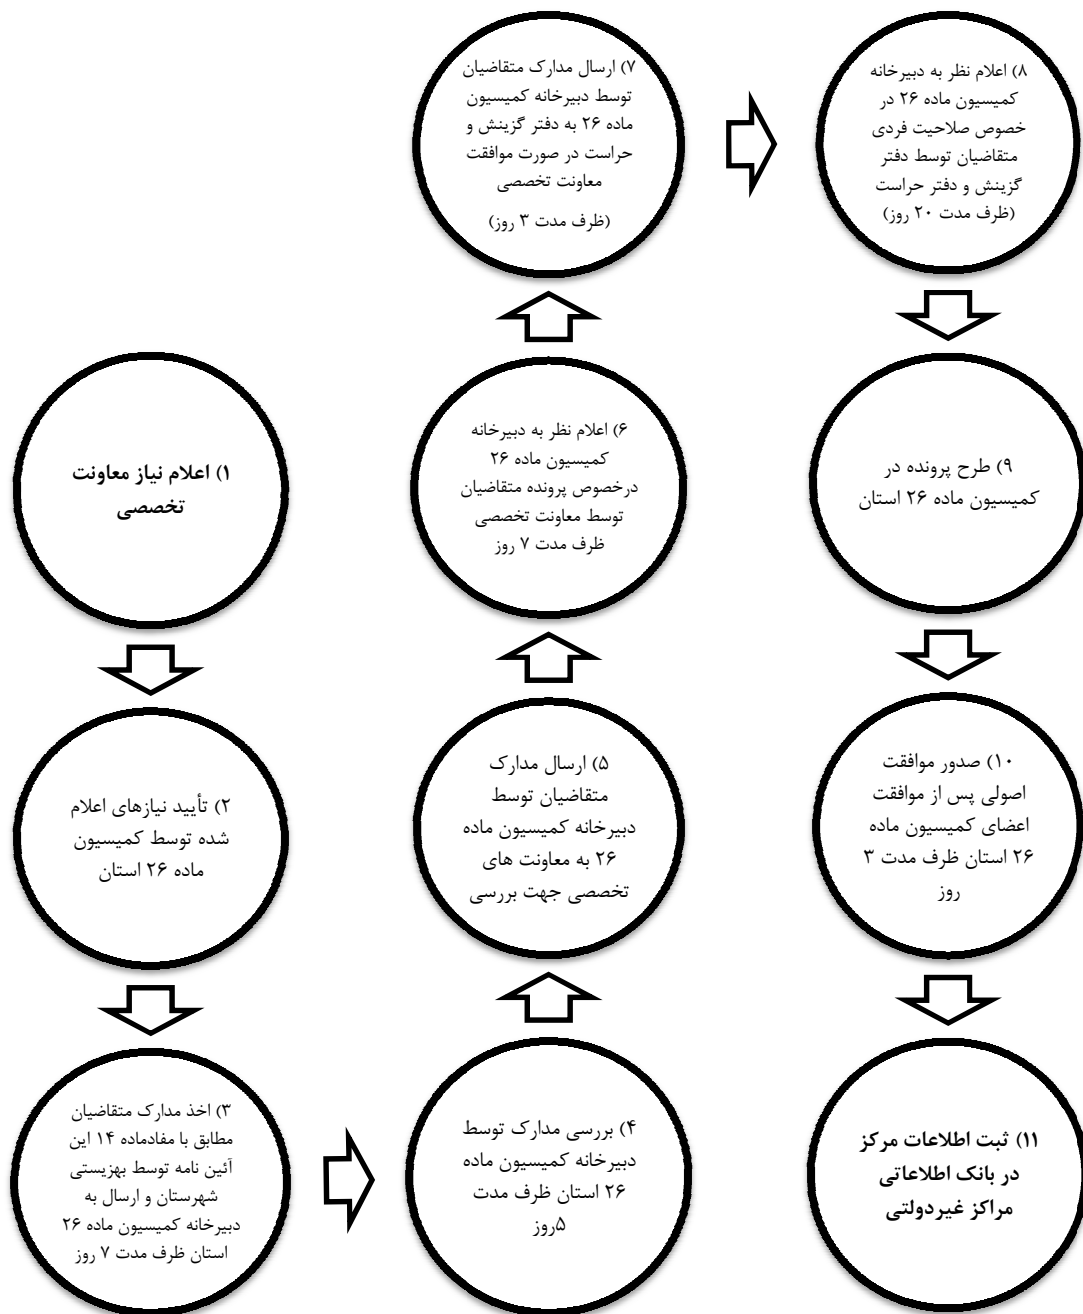 ۱) اعلام نیاز معاونت
تخصصی
۲) تأیید نیازهای اعلام
شده توسط کمیسیون
ماده ۲۶ استان
۳) اخذ مدارک متقاضیان
مطابق با مفادماده ۱۴ این
آئین نامه توسط بهزیستی
شهرستان و ارسال به
دبیرخانه کمیسیون ماده ۲۶
استان ظرف مدت ۷ روز
۴) بررسی مدارک توسط
دبیرخانه کمیسیون ماده
۲۶ استان ظرف مدت
۵روز
۵) ارسال مدارک
متقاضیان توسط
دبیرخانه کمیسیون ماده
۲۶ به معاونت های
تخصصی جهت بررسی
۶) اعلام نظر به دبیرخانه
کمیسیون ماده ۲۶
درخصوص پرونده متقاضیان
توسط معاونت تخصصی
ظرف مدت ۷ روز
۷) ارسال مدارک متقاضیان
توسط دبیرخانه کمیسیون
ماده ۲۶ به دفتر گزینش و
حراست در صورت موافقت
معاونت تخصصی
(ظرف مدت ۳ روز)
۸) اعلام نظر به دبیرخانه
کمیسیون ماده ۲۶ در
خصوص صلاحیت فردی
متقاضیان توسط دفتر
گزینش و دفتر حراست
(ظرف مدت ۲۰ روز)
۹) طرح پرونده در
کمیسیون ماده ۲۶ استان
۱۰) صدور موافقت
اصولی پس از موافقت
اعضای کمیسیون ماده
۲۶ استان ظرف مدت ۳
روز
۱۱) ثبت اطلاعات مرکز
در بانک اطلاعاتی
مراکز غیردولتی